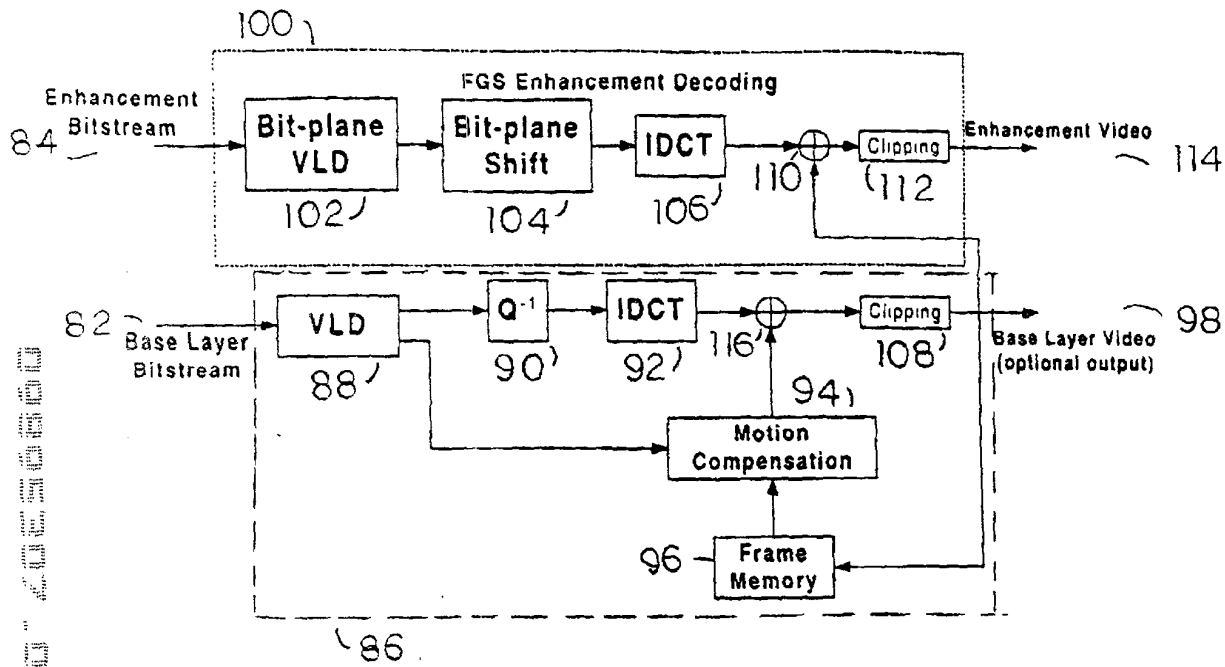 100
FGS Enhancement Decoding
Enhancement
Bitstream
84
Bit-plane
VLD
102
Bit-plane
Shift
104
IDCT
106
110
Clipping
112
Enhancement Video
114
82
Base Layer
Bitstream
VLD
88
Q⁻¹
90
IDCT
92
116
Clipping
108
Base Layer Video
(optional output)
98
94
Motion
Compensation
96
Frame
Memory
86